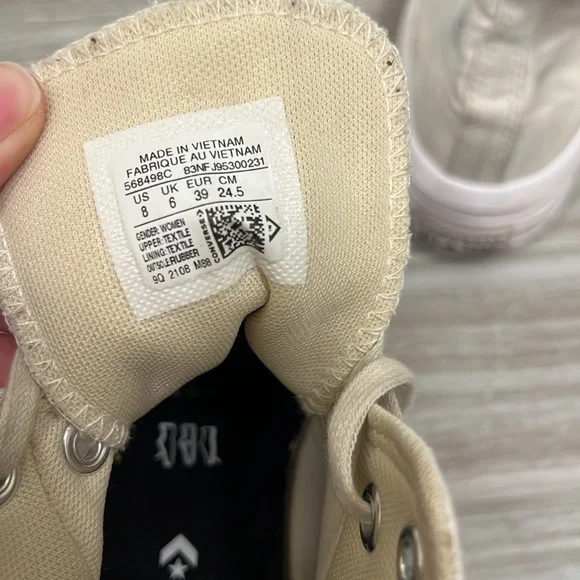 MADE IN VIETNAM
FABRIQUE AU VIETNAM
568498C 83NFJ95300231
US UK EUR CM
8 6 39 24.5
GENDER: WOMEN
UPPER: TEXTILE
LINING: TEXTILE
OUTSOLE: RUBBER
9Q 2108 M88
CONVERSE